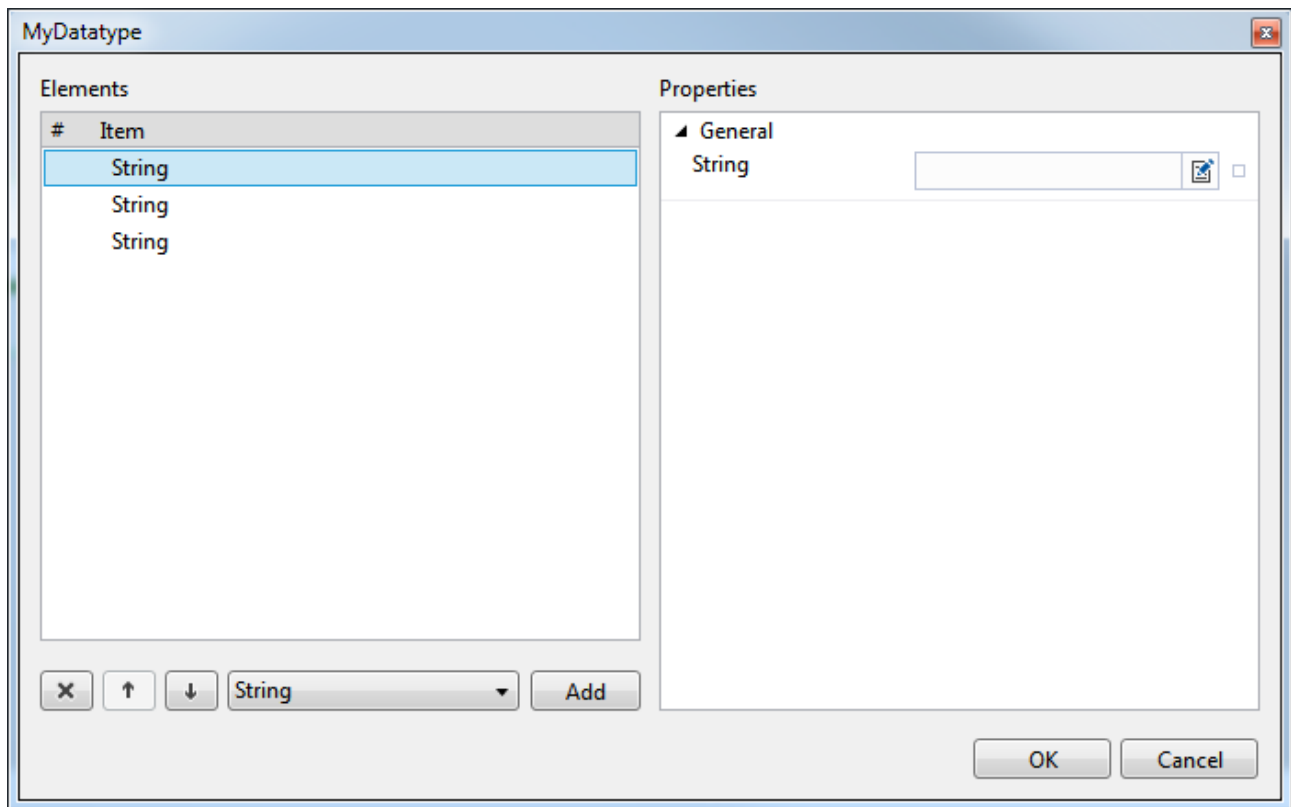 MyDatatype
Elements
# Item
String
String
String
String
Add
Properties
General
String
OK
Cancel